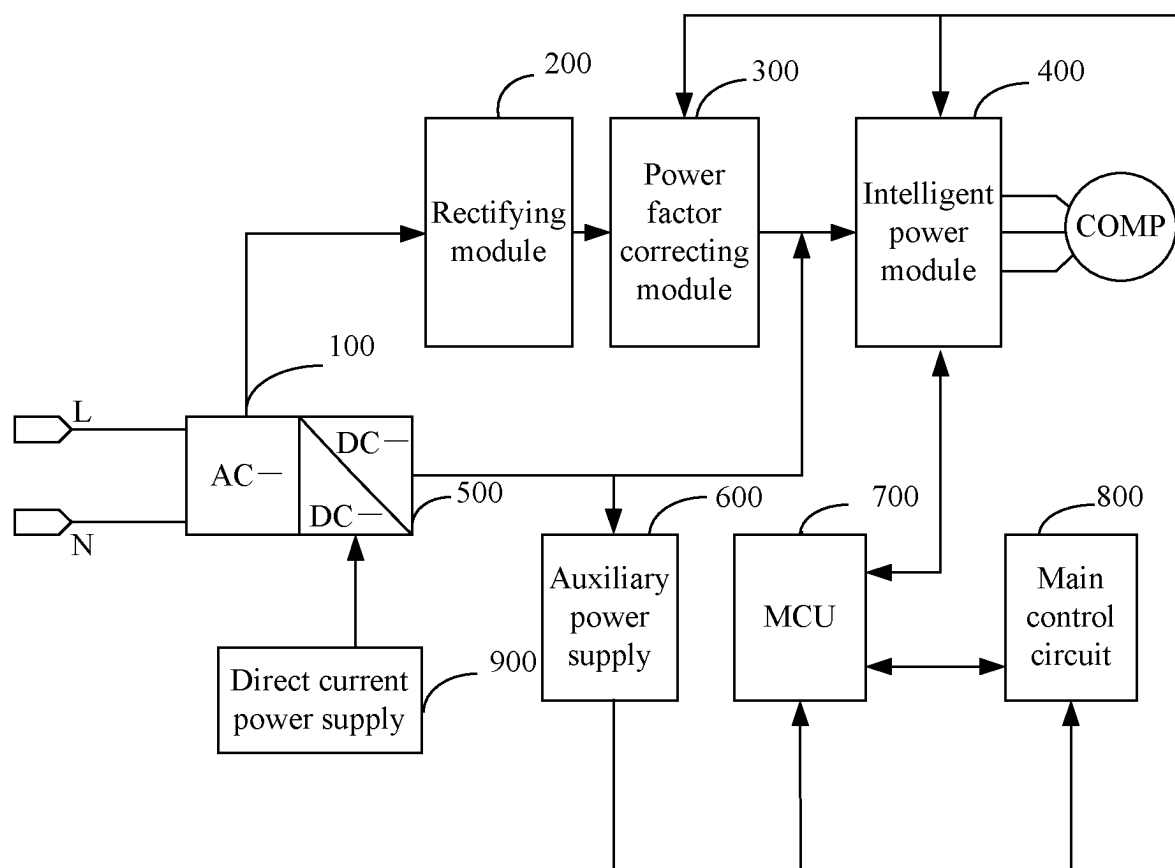 200
300
400
Rectifying
module
Power
factor
correcting
module
Intelligent
power
module
COMP
100
L
N
AC—
DC—
DC—
500
600
700
800
Auxiliary
power
supply
MCU
Main
control
circuit
Direct current
power supply
900